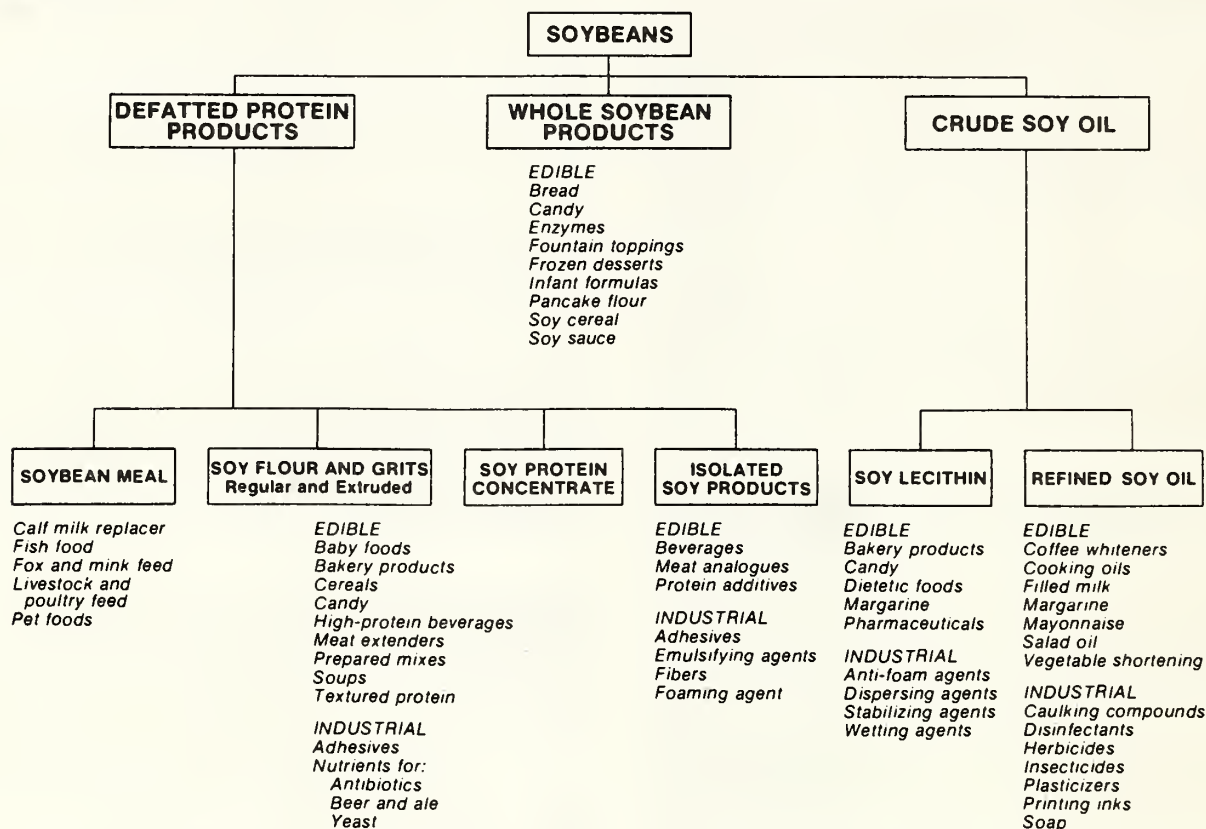 SOYBEANS
DEFATTED PROTEIN
PRODUCTS
WHOLE SOYBEAN
PRODUCTS
EDIBLE
Bread
Candy
Enzymes
Fountain toppings
Frozen desserts
Infant formulas
Pancake flour
Soy cereal
Soy sauce
CRUDE SOY OIL
SOYBEAN MEAL
Calf milk replacer
Fish food
Fox and mink feed
Livestock and
poultry feed
Pet foods
SOY FLOUR AND GRITS
Regular and Extruded
SOY PROTEIN
CONCENTRATE
EDIBLE
Baby foods
Bakery products
Cereals
Candy
High-protein beverages
Meat extenders
Prepared mixes
Soups
Textured protein
INDUSTRIAL
Adhesives
Nutrients for:
Antibiotics
Beer and ale
Yeast
ISOLATED
SOY PRODUCTS
EDIBLE
Beverages
Meat analogues
Protein additives
INDUSTRIAL
Adhesives
Emulsifying agents
Fibers
Foaming agent
SOY LECITHIN
EDIBLE
Bakery products
Candy
Dietetic foods
Margarine
Pharmaceuticals
INDUSTRIAL
Anti-foam agents
Dispersing agents
Stabilizing agents
Wetting agents
REFINED SOY OIL
EDIBLE
Coffee whiteners
Cooking oils
Filled milk
Margarine
Mayonnaise
Salad oil
Vegetable shortening
INDUSTRIAL
Caulking compounds
Disinfectants
Herbicides
Insecticides
Plasticizers
Printing inks
Soap